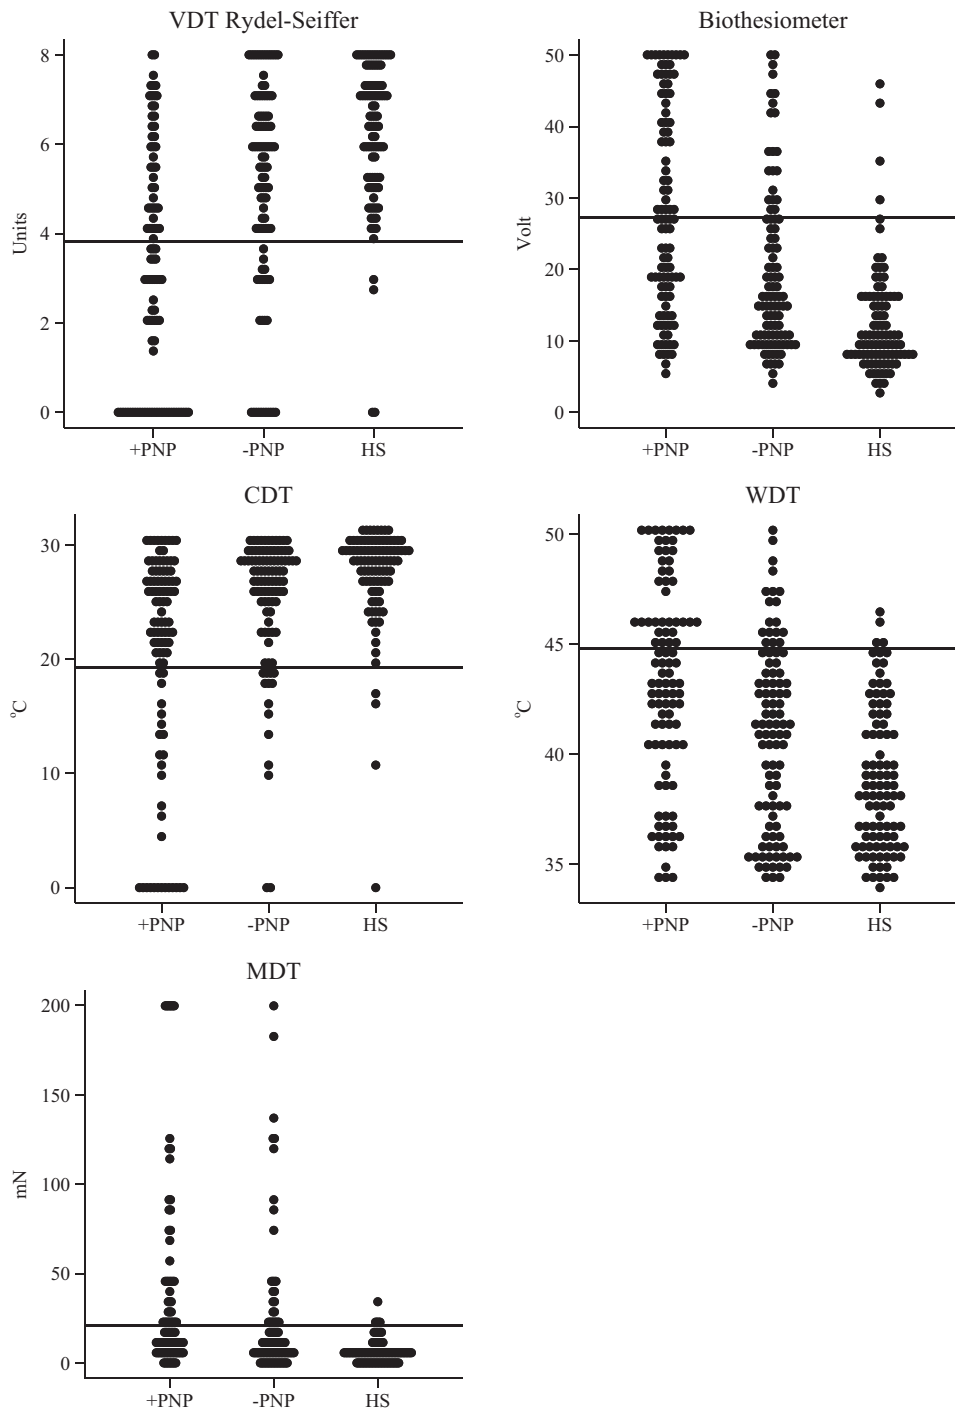 VDT Rydel-Seiffer
8
6
4
2
0
Units
+PNP
-PNP
HS
Biothesiometer
50
40
30
20
10
0
Volt
+PNP
-PNP
HS
CDT
30
20
10
0
ºC
+PNP
-PNP
HS
WDT
50
45
40
35
ºC
+PNP
-PNP
HS
MDT
200
150
100
50
0
mN
+PNP
-PNP
HS